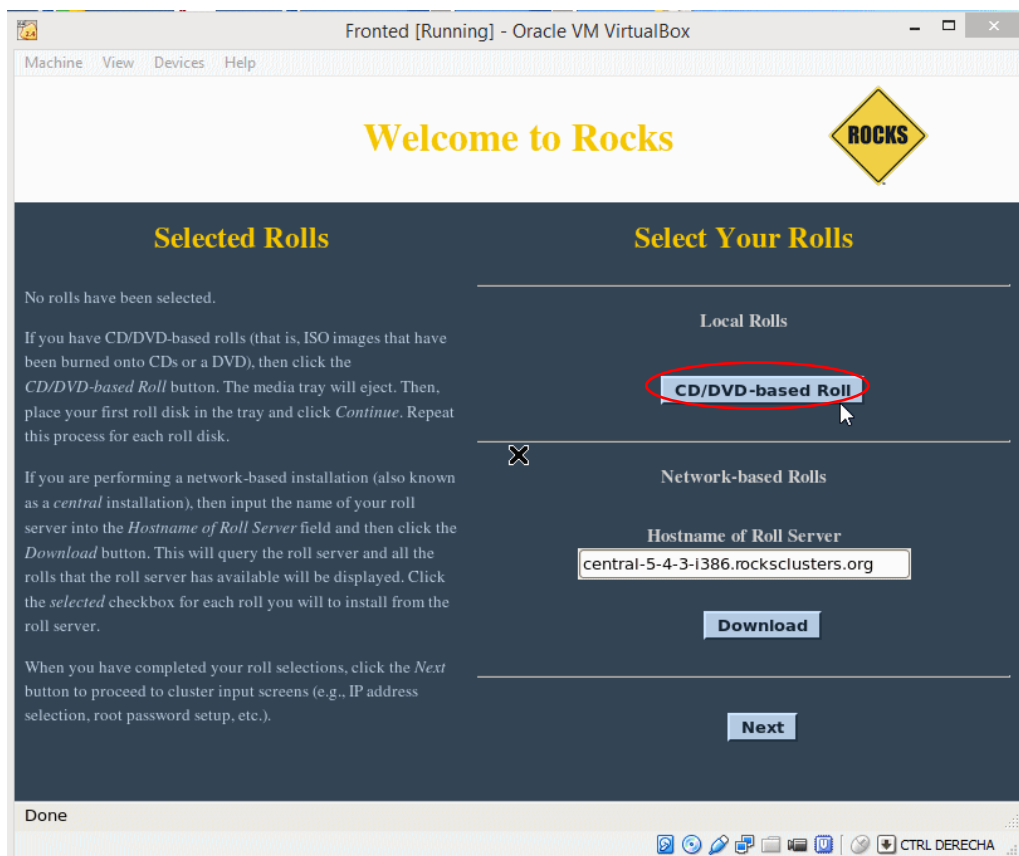 Fronted [Running] - Oracle VM VirtualBox
Machine View Devices Help
Welcome to Rocks
ROCKS
Selected Rolls
No rolls have been selected.
If you have CD/DVD-based rolls (that is, ISO images that have
been burned onto CDs or a DVD), then click the
CD/DVD-based Roll button. The media tray will eject. Then,
place your first roll disk in the tray and click Continue. Repeat
this process for each roll disk.
If you are performing a network-based installation (also known
as a central installation), then input the name of your roll
server into the Hostname of Roll Server field and then click the
Download button. This will query the roll server and all the
rolls that the roll server has available will be displayed. Click
the selected checkbox for each roll you will to install from the
roll server.
When you have completed your roll selections, click the Next
button to proceed to cluster input screens (e.g., IP address
selection, root password setup, etc.).
Select Your Rolls
Local Rolls
CD/DVD-based Roll
Network-based Rolls
Hostname of Roll Server
central-5-4-3-i386.rocksclusters.org
Download
Next
Done
CTRL DERECHA